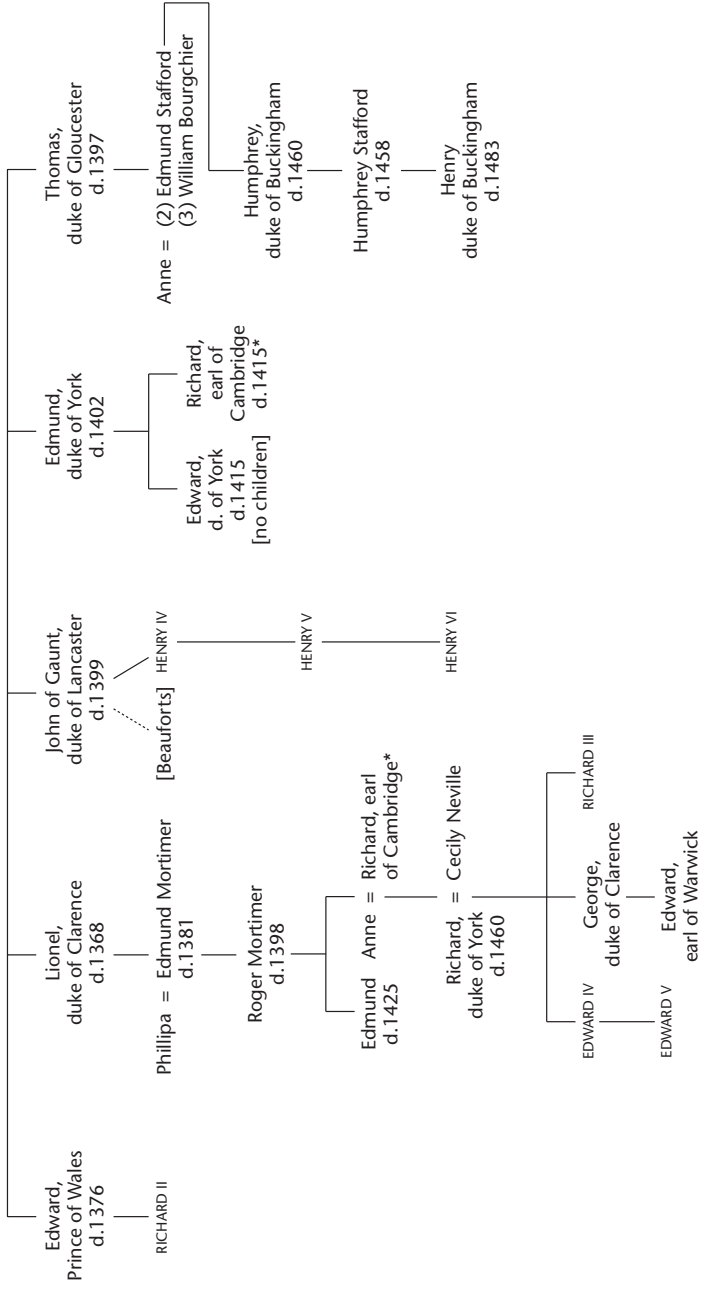 Edward,
Prince of Wales
d.1376
RICHARD II
Lionel,
duke of Clarence
d.1368
Phillipa = Edmund Mortimer
d.1381
Roger Mortimer
d.1398
Edmund
d.1425
Anne = Richard, earl
of Cambridge*
Richard,
duke of York
d.1460
= Cecily Neville
EDWARD IV
EDWARD V
George,
duke of Clarence
Edward,
earl of Warwick
RICHARD III
John of Gaunt,
duke of Lancaster
d.1399
[Beauforts]
HENRY IV
HENRY V
HENRY VI
Edmund,
duke of York
d.1402
Edward,
d. of York
d.1415
[no children]
Richard,
earl of
Cambridge
d.1415*
Thomas,
duke of Gloucester
d.1397
Anne = (2) Edmund Stafford
(3) William Bourgchier
Humphrey,
duke of Buckingham
d.1460
Humphrey Stafford
d.1458
Henry
duke of Buckingham
d.1483